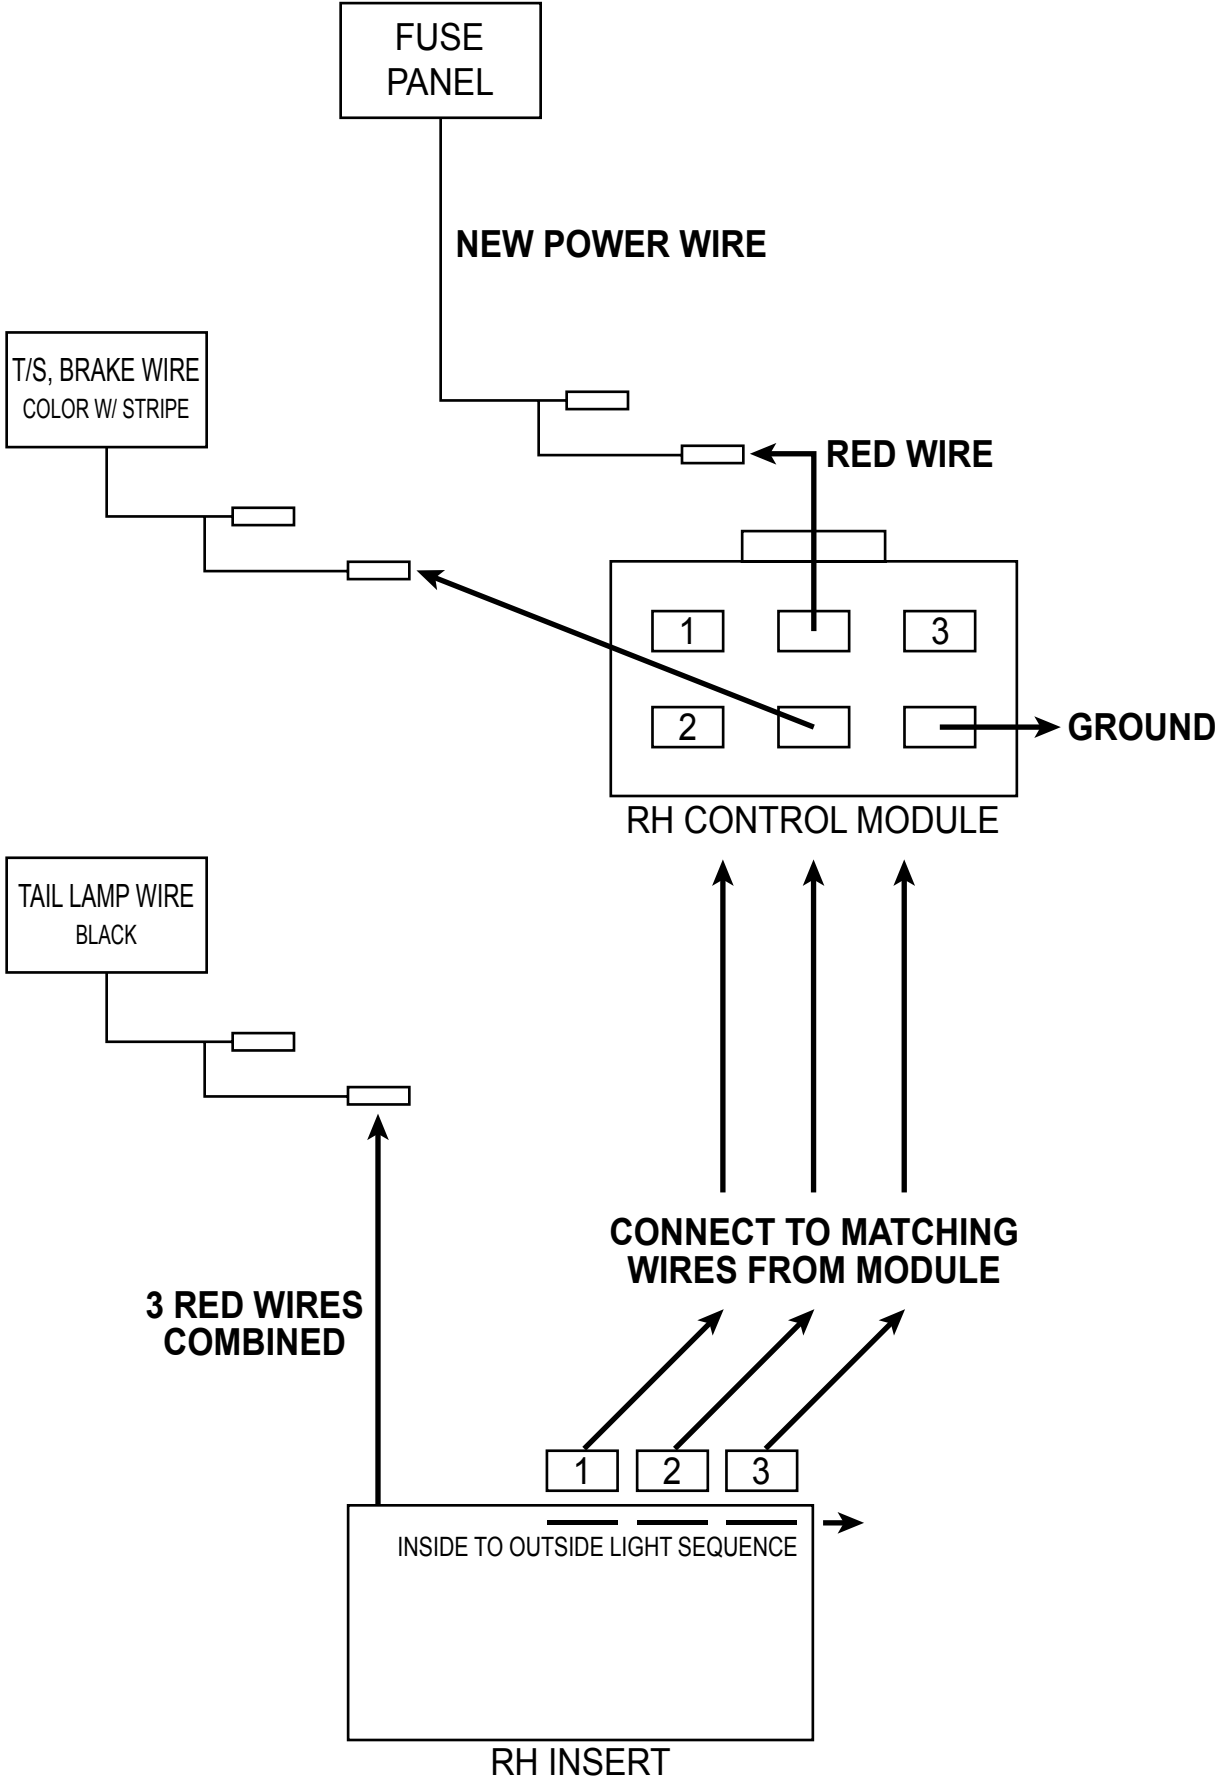 FUSE
PANEL
NEW POWER WIRE
T/S, BRAKE WIRE
COLOR W/ STRIPE
RED WIRE
1
3
2
GROUND
RH CONTROL MODULE
TAIL LAMP WIRE
BLACK
CONNECT TO MATCHING
WIRES FROM MODULE
3 RED WIRES
COMBINED
1 2 3
INSIDE TO OUTSIDE LIGHT SEQUENCE
RH INSERT